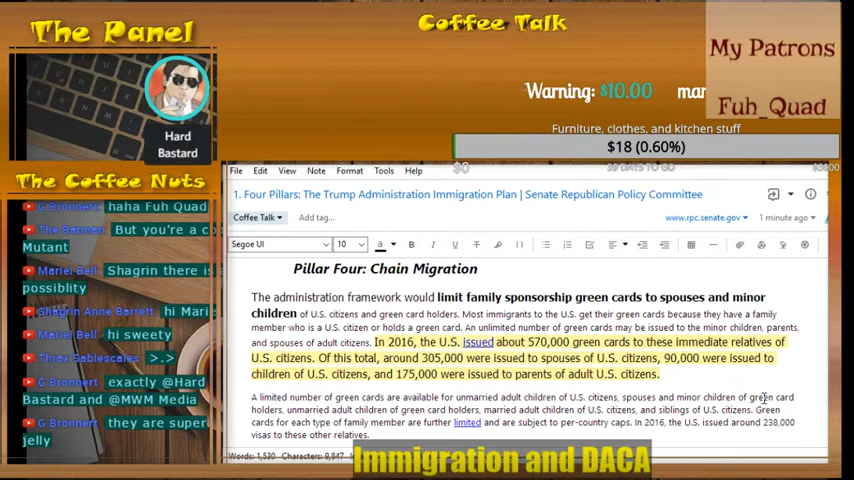 The Panel
Coffee Talk
My Patrons
Fuh_Quad
Warning: $10.00
Furniture, clothes, and kitchen stuff
$18 (0.60%)
$0
Hard
Bastard
The Coffee Nuts
G Bronnert: haha Fuh Quad
The Batman: But you're a
Mutant
Mariel Bell: Shagrin there is
possiblity
Shagrin Anne Barrett: hi
Mariel Bell: hi sweety
Thrax Sablescales: >.>
G Bronnert: exactly @Hard
Bastard and @MWM Media
G Bronnert: they are super
jelly
File Edit View Note Format Tools Help
1. Four Pillars: The Trump Administration Immigration Plan | Senate Republican Policy Committee
Coffee Talk Add tag...
www.rpc.senate.gov 1 minute ago
Segoe UI 10 a B I U T
Pillar Four: Chain Migration
The administration framework would limit family sponsorship green cards to spouses and minor
children of U.S. citizens and green card holders. Most immigrants to the U.S. get their green cards because they have a family
member who is a U.S. citizen or holds a green card. An unlimited number of green cards may be issued to the minor children, parents,
and spouses of adult citizens. In 2016, the U.S. issued about 570,000 green cards to these immediate relatives of
U.S. citizens. Of this total, around 305,000 were issued to spouses of U.S. citizens, 90,000 were issued to
children of U.S. citizens, and 175,000 were issued to parents of adult U.S. citizens.
A limited number of green cards are available for unmarried adult children of U.S. citizens, spouses and minor children of green card
holders, unmarried adult children of green card holders, married adult children of U.S. citizens, and siblings of U.S. citizens. Green
cards for each type of family member are further limited and are subject to per-country caps. In 2016, the U.S. issued around 238,000
visas to these other relatives.
Words: 1,530 Characters: 9,847
Immigration and DACA